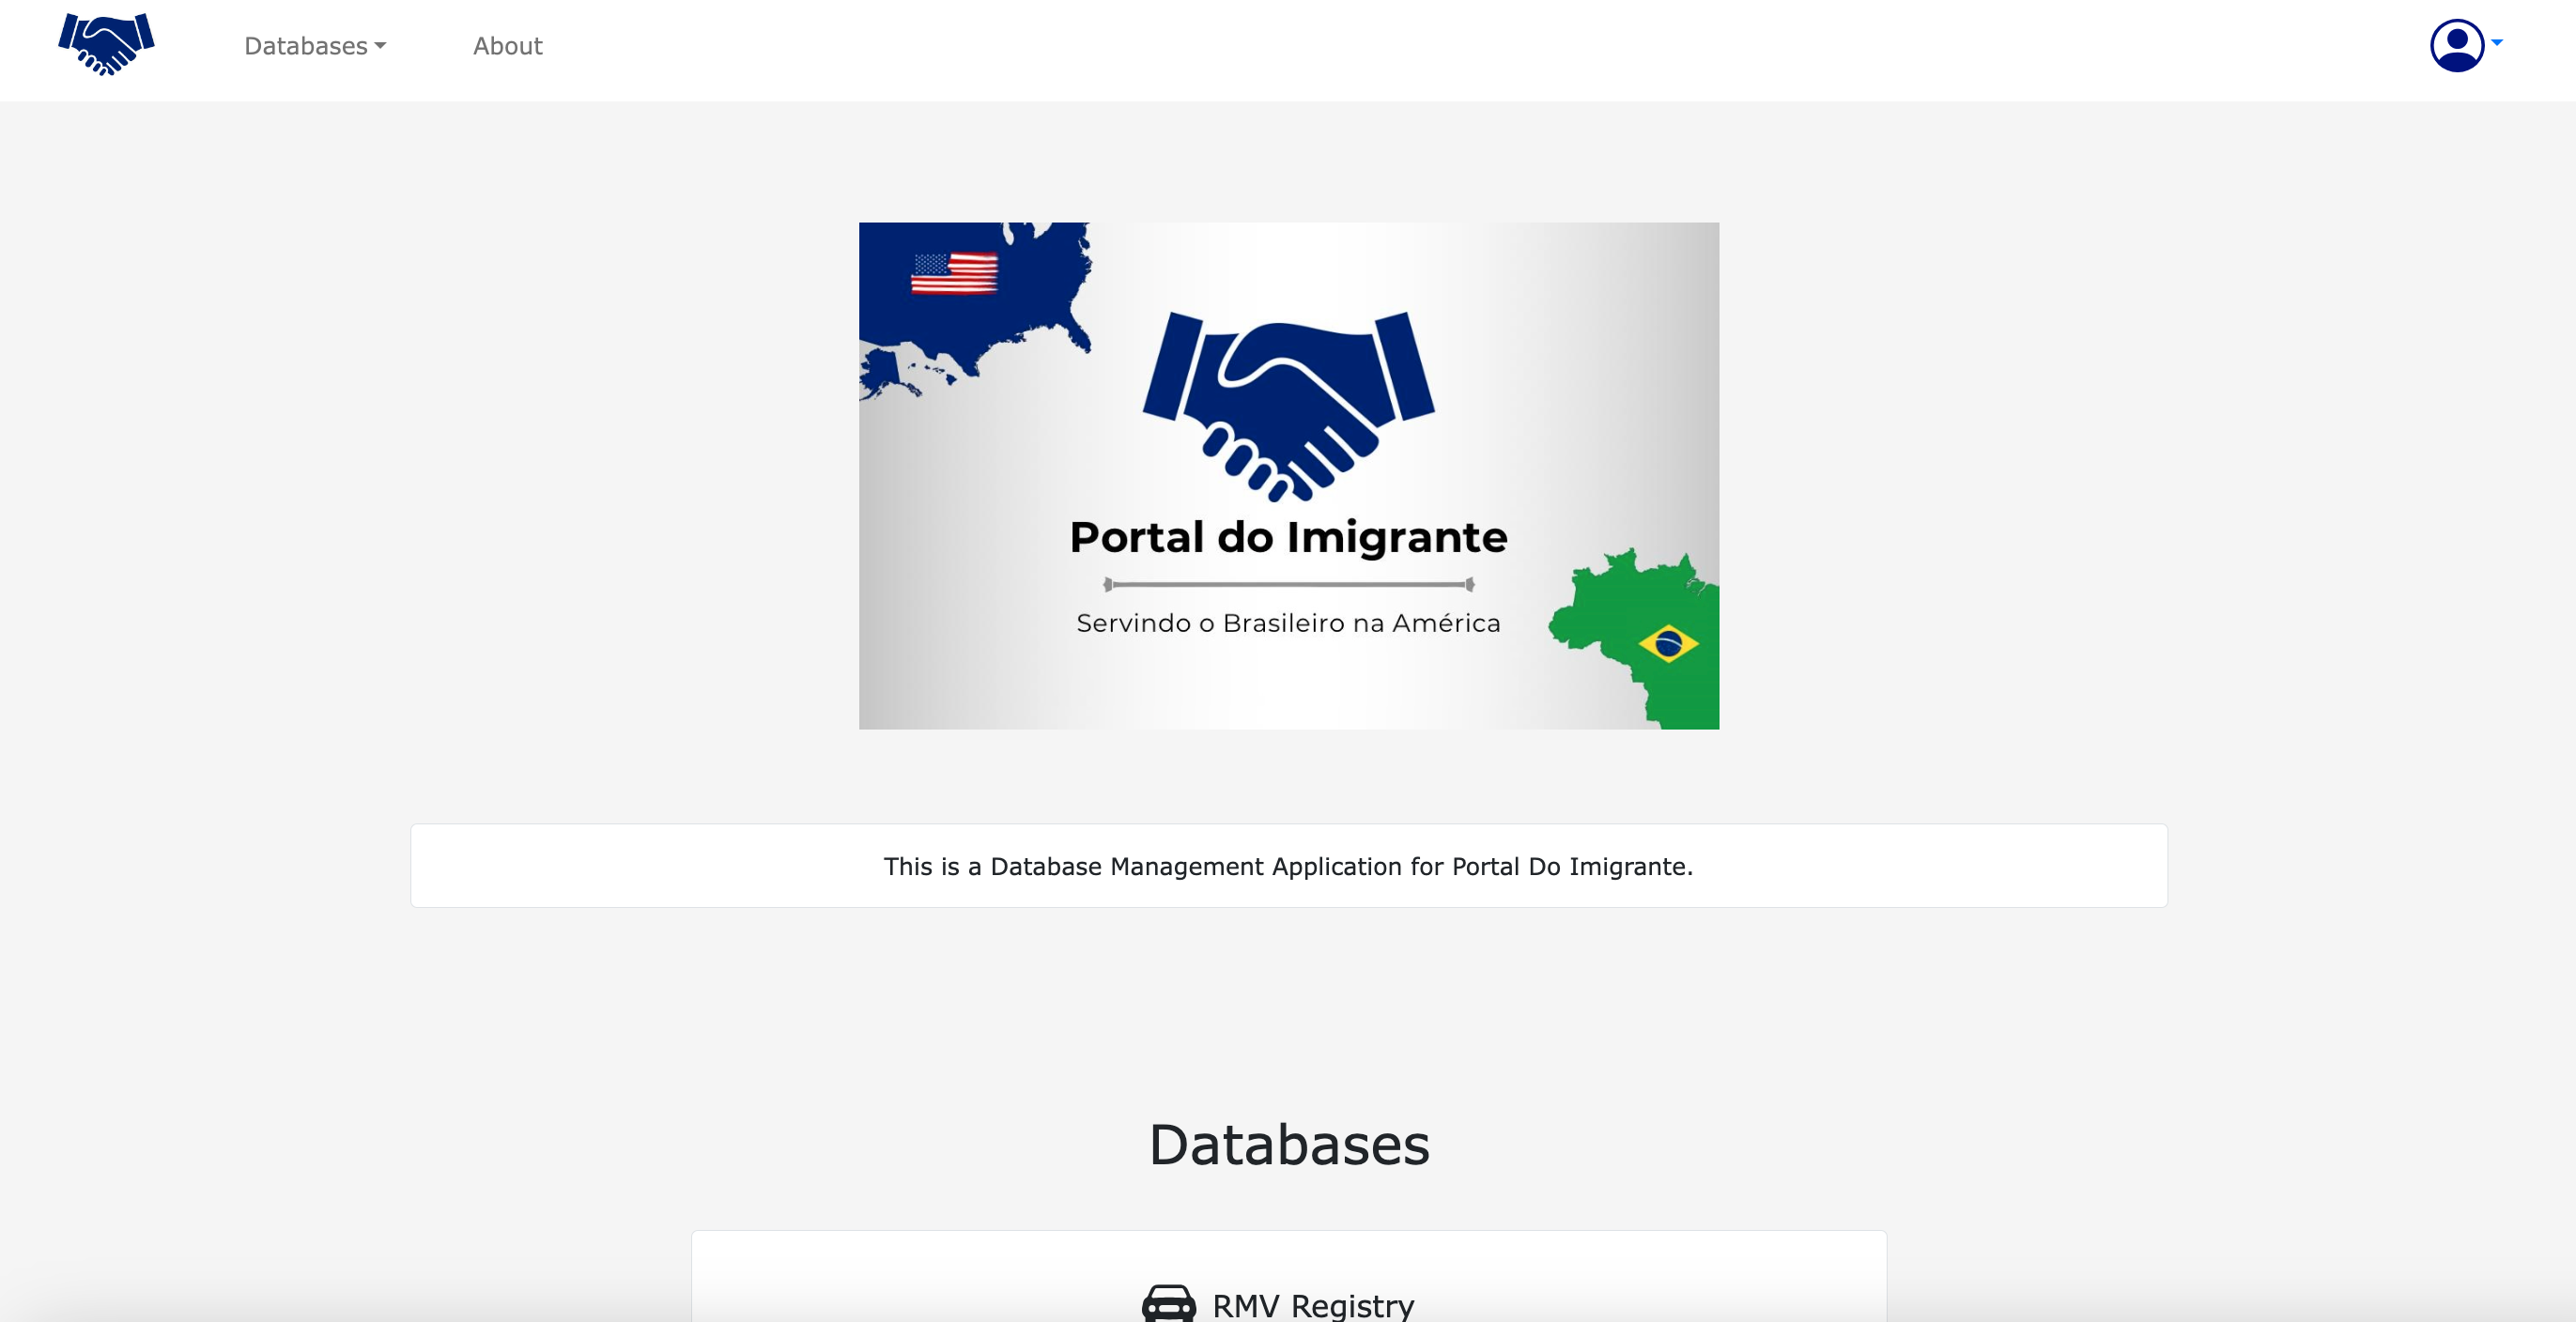 Databases
About
Portal do Imigrante
Servindo o Brasileiro na América
This is a Database Management Application for Portal Do Imigrante.
Databases
RMV Registry